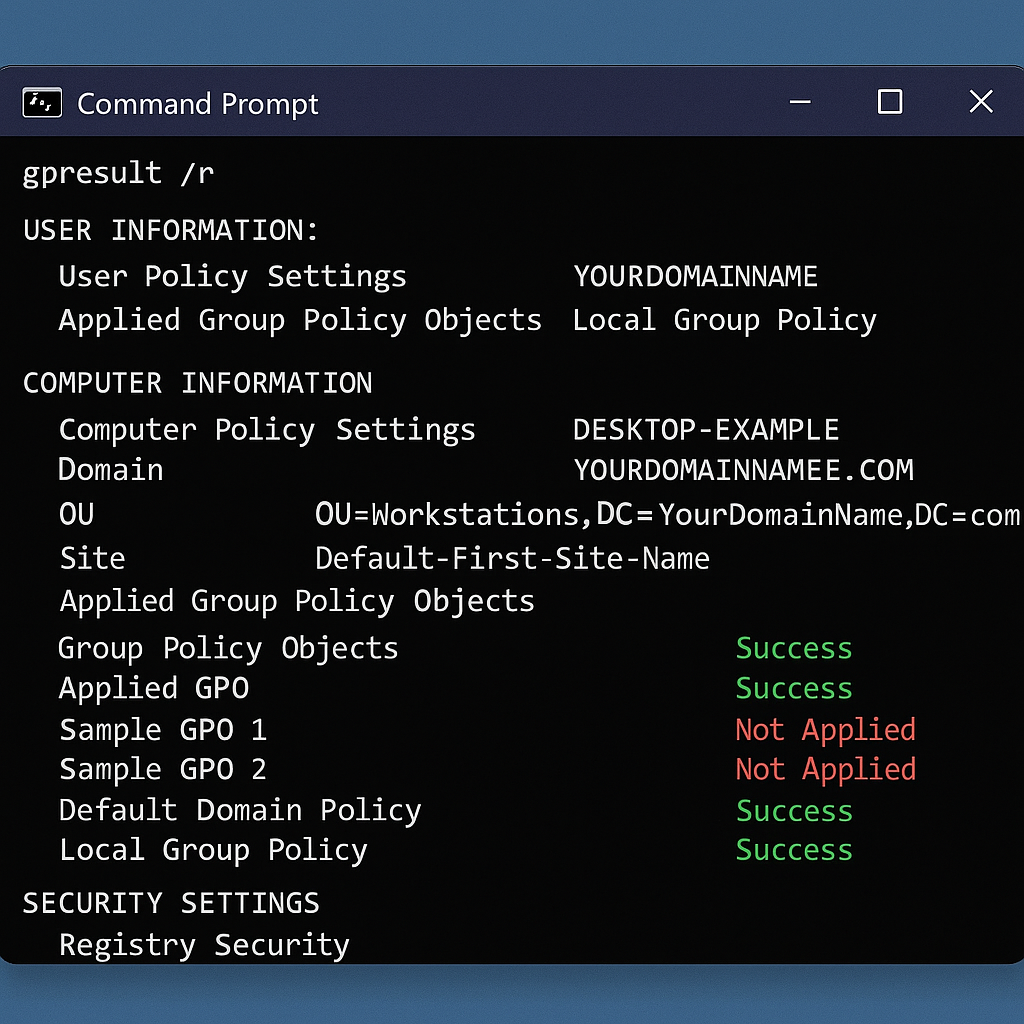 Command Prompt
gpresult /r
USER INFORMATION:
User Policy Settings YOURDOMAINNAME
Applied Group Policy Objects Local Group Policy
COMPUTER INFORMATION
Computer Policy Settings DESKTOP-EXAMPLE
Domain YOURDOMAINNAMEE.COM
OU OU=Workstations,DC=YourDomainName,DC=com
Site Default-First-Site-Name
Applied Group Policy Objects
Group Policy Objects Success
Applied GPO Success
Sample GPO 1 Not Applied
Sample GPO 2 Not Applied
Default Domain Policy Success
Local Group Policy Success
SECURITY SETTINGS
Registry Security